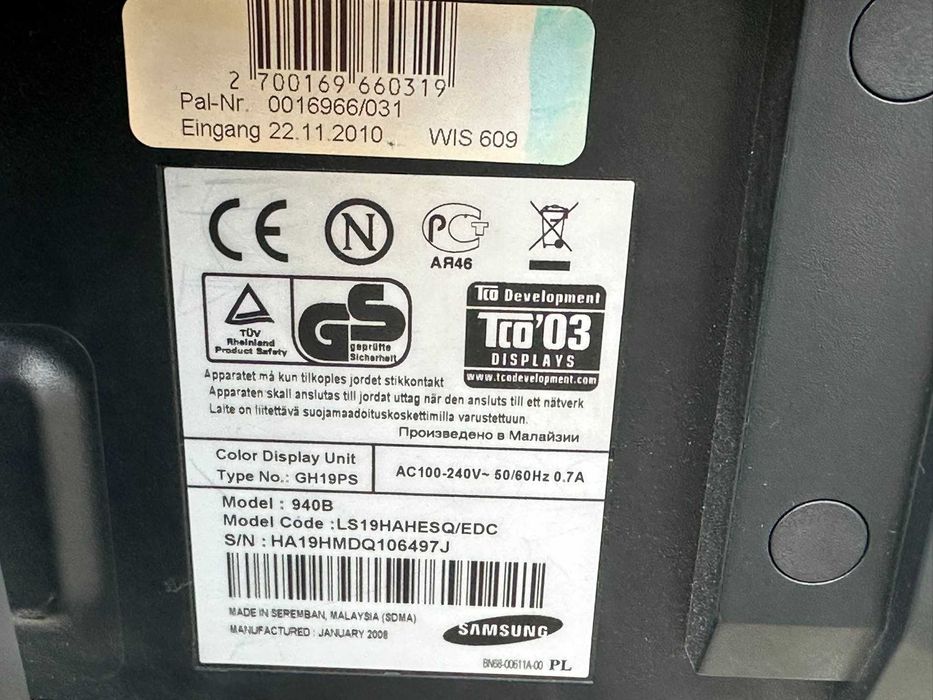 2 700169 660319
Pal-Nr. 0016966/031
Eingang 22.11.2010 WIS 609
CE N РСТ
АЯ46
TÜV
Rheinland
Product Safety
GS
geprüfte
Sicherheit
TCO Development
TCO'03
DISPLAYS
www.tcodevelopment.com
Apparatet må kun tilkoples jordet stikkontakt
Apparaten skall anslutas till jordat uttag når den ansluts till ett nätverk
Laite on liitettävä suojamaadoituskoskettimilla varustettuun.
Произведено в Малайзии
Color Display Unit
Type No.: GH19PS
AC100-240V~ 50/60Hz 0.7A
Model : 940B
Model Code :LS19HAHESQ/EDC
S/N : HA19HMDQ106497J
MADE IN SEREMBAN, MALAYSIA (SDMA)
MANUFACTURED : JANUARY 2008
SAMSUNG
BN68-00611A-00 PL